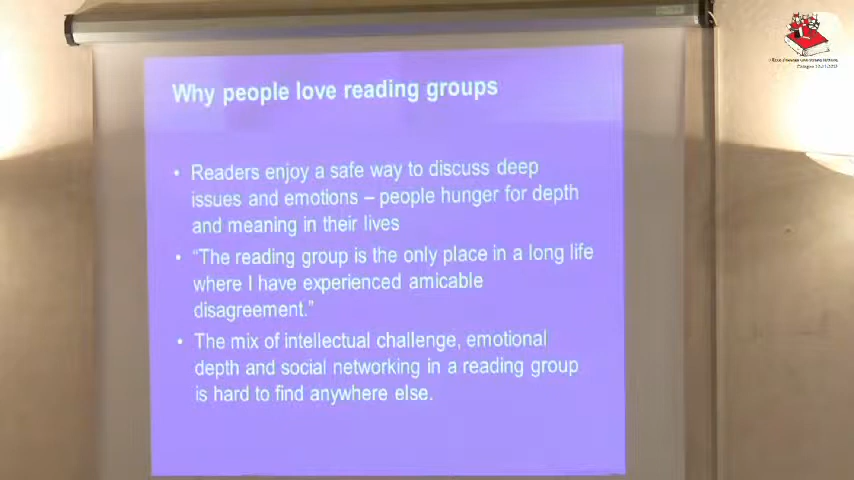 Why people love reading groups
• Readers enjoy a safe way to discuss deep
issues and emotions – people hunger for depth
and meaning in their lives
• “The reading group is the only place in a long life
where I have experienced amicable
disagreement.”
• The mix of intellectual challenge, emotional
depth and social networking in a reading group
is hard to find anywhere else.